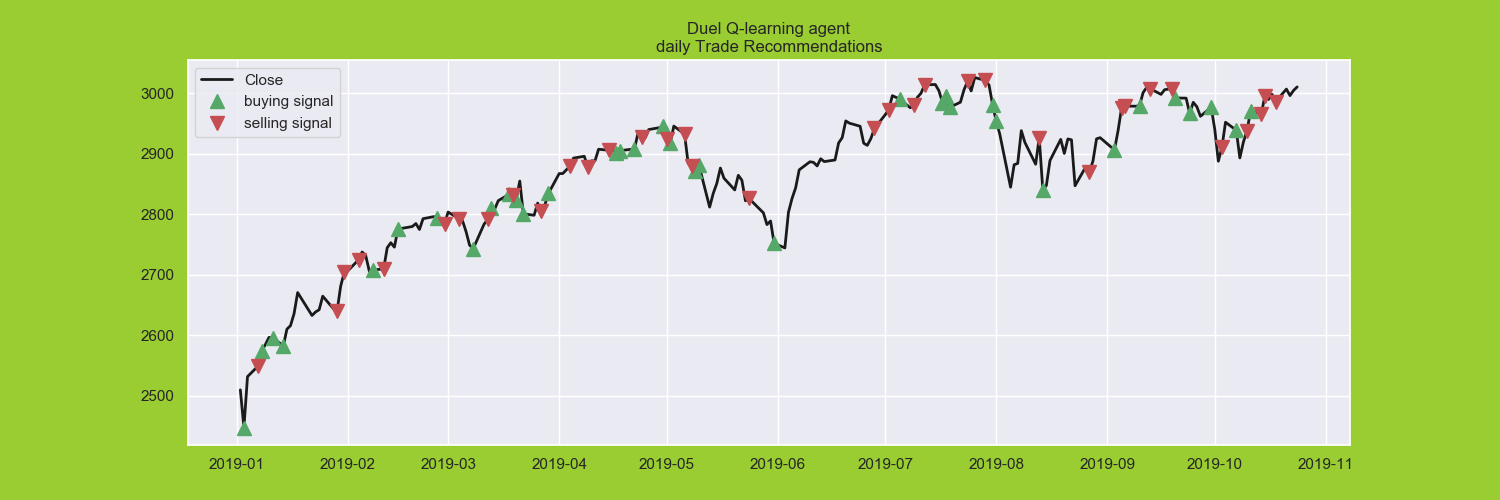 Duel Q-learning agent
daily Trade Recommendations
Close
buying signal
selling signal
3000
2900
2800
2700
2600
2500
2019-01 2019-02 2019-03 2019-04 2019-05 2019-06 2019-07 2019-08 2019-09 2019-10 2019-11